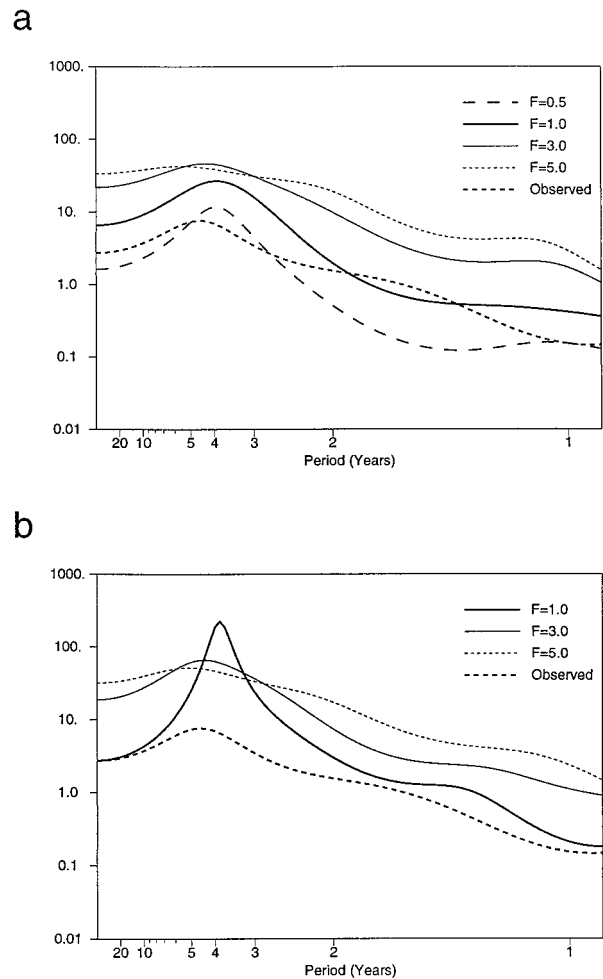 a
1000.
100.
10.
1.0
0.1
0.01
F=0.5
F=1.0
F=3.0
F=5.0
Observed
20 10 5 4 3 2 1
Period (Years)
b
1000.
100.
10.
1.0
0.1
0.01
F=1.0
F=3.0
F=5.0
Observed
20 10 5 4 3 2 1
Period (Years)